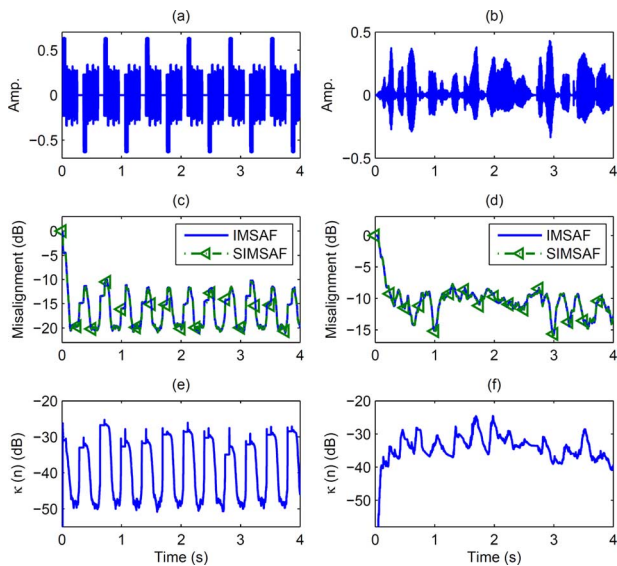 (a)
Amp.
0.5
0
−0.5
0 1 2 3 4
(b)
Amp.
0.5
0
−0.5
0 1 2 3 4
(c)
Misalignment (dB)
0
−5
−10
−15
−20
IMSAF
SIMSAF
0 1 2 3 4
(d)
Misalignment (dB)
0
−5
−10
−15
IMSAF
SIMSAF
0 1 2 3 4
(e)
κ (n) (dB)
−20
−30
−40
−50
0 1 2 3 4
Time (s)
(f)
κ (n) (dB)
−20
−30
−40
−50
0 1 2 3 4
Time (s)